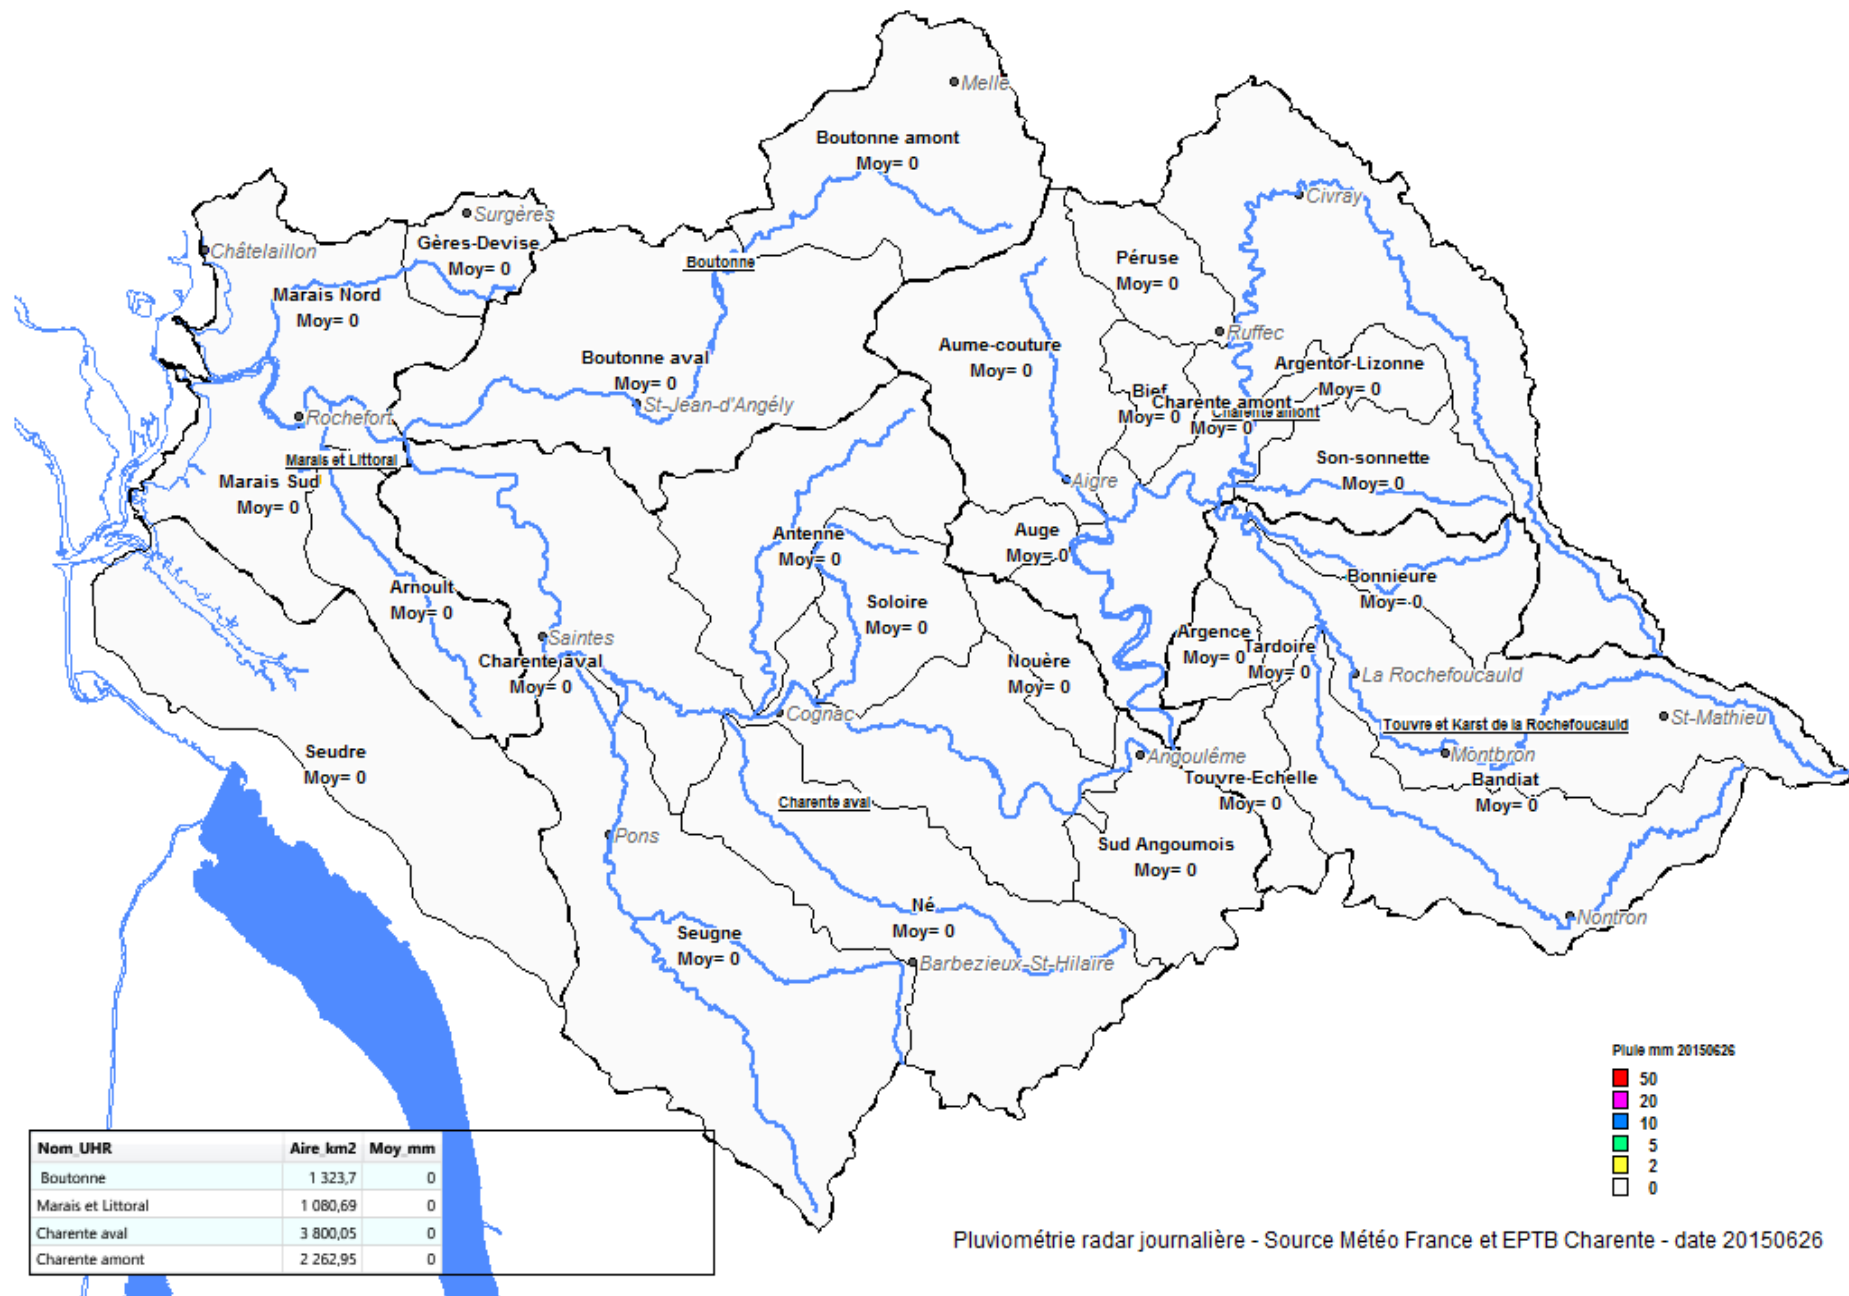 Melle
Boutonne amont
Moy= 0
Civray
Surgères
Châtelaillon
Gères-Devise
Moy= 0
Boutonne
Péruse
Moy= 0
Marais Nord
Moy= 0
Ruffec
Boutonne aval
Moy= 0
Aume-couture
Moy= 0
Argentor-Lizonne
Moy= 0
Bief
Moy= 0
Charente amont
Moy= 0
Charente amont
St-Jean-d'Angély
Rochefort
Marais et Littoral
Marais Sud
Moy= 0
Son-sonnette
Moy= 0
Aigre
Antenne
Moy= 0
Auge
Moy= 0
Bonnieure
Moy= 0
Arnoult
Moy= 0
Soloire
Moy= 0
Saintes
Charente aval
Moy= 0
Nouère
Moy= 0
Argence
Moy= 0
Tardoire
Moy= 0
La Rochefoucauld
Cognac
Touvre et Karst de la Rochefoucauld
St-Mathieu
Seudre
Moy= 0
Angoulême
Montbron
Touvre-Echelle
Moy= 0
Bandiat
Moy= 0
Charente aval
Pons
Sud Angoumois
Moy= 0
Né
Moy= 0
Nontron
Seugne
Moy= 0
Barbezieux-St-Hilaire
Pluie mm 20150626
50
20
10
5
2
0
Nom_UHR Aire_km2 Moy_mm
Boutonne 1 323,7 0
Marais et Littoral 1 080,69 0
Charente aval 3 800,05 0
Charente amont 2 262,95 0
Pluviométrie radar journalière - Source Météo France et EPTB Charente - date 20150626